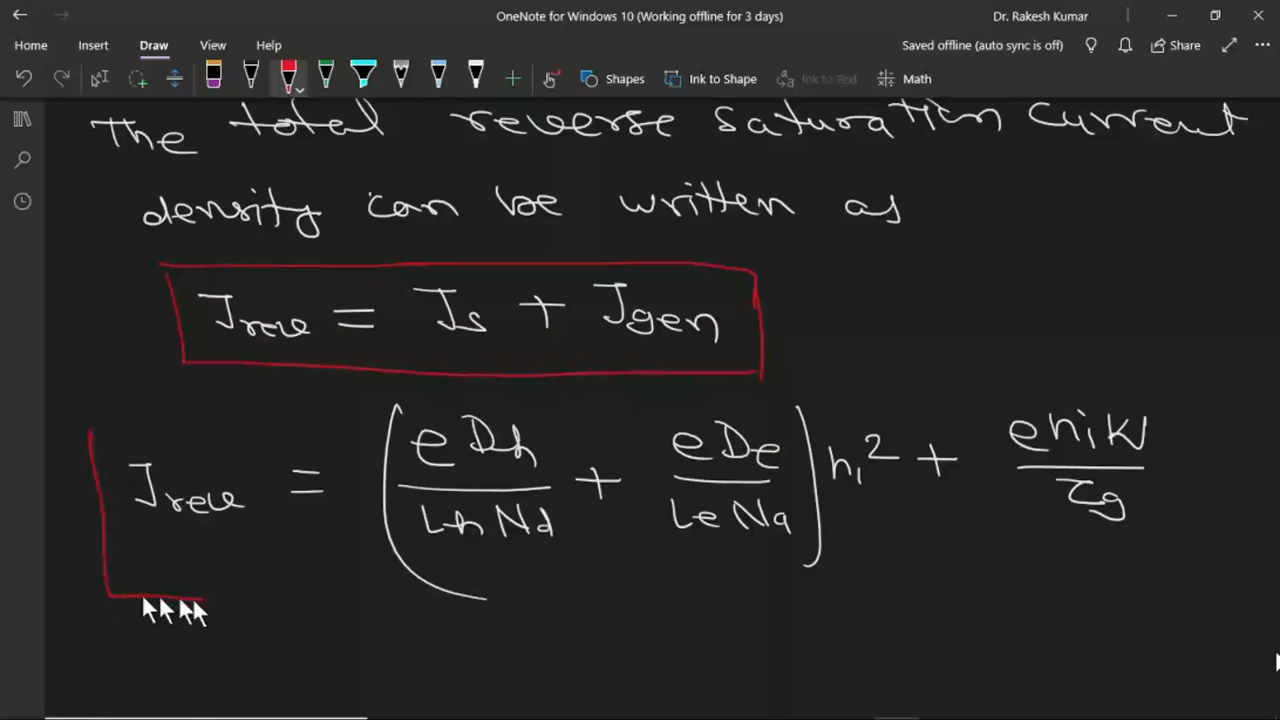 OneNote for Windows 10 (Working offline for 3 days)
Dr. Rakesh Kumar
Home Insert Draw View Help
Saved offline (auto sync is off)
Share
Shapes
Ink to Shape
Ink to Text
Math
The total reverse saturation current
density can be written as
Jrev = Js + Jgen
Jrev = (eDh/LhNd + eDe/LeNa) ni² + eniW/τg